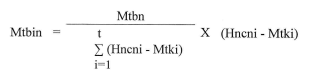 Mtbn
Mtbin = X (Hncni - Mtki)
t
∑ (Hncni - Mtki)
i=1